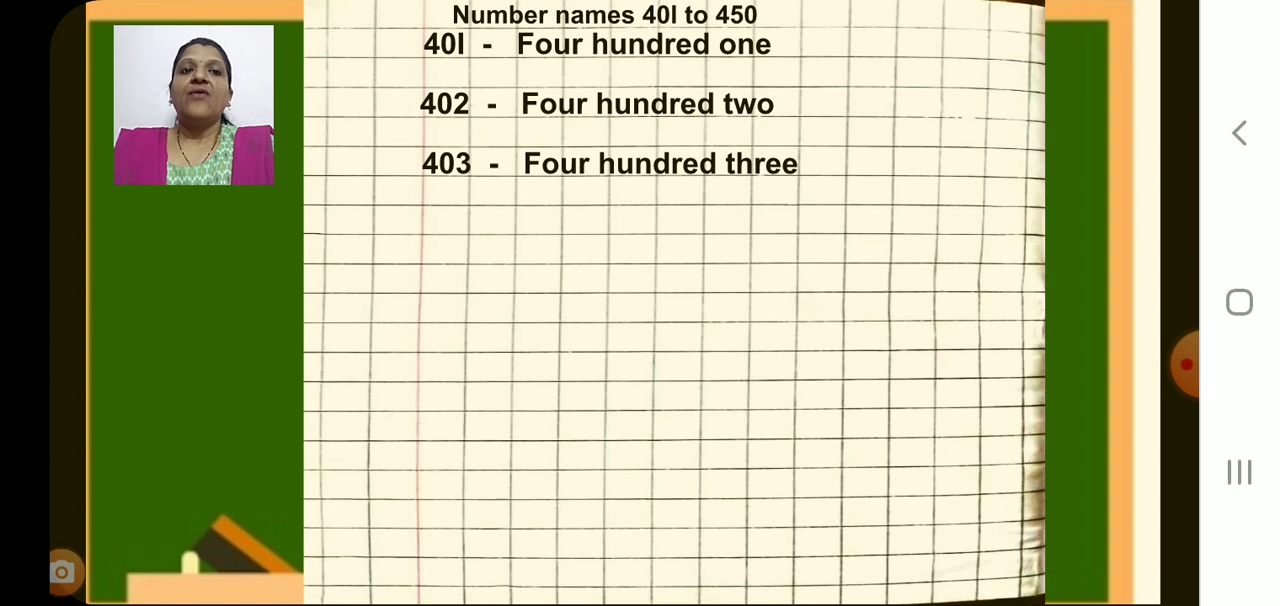 Number names 40I to 450
40I - Four hundred one
402 - Four hundred two
403 - Four hundred three